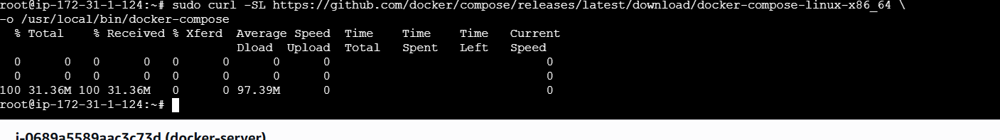 root@ip-172-31-1-124:~# sudo curl -SL https://github.com/docker/compose/releases/latest/download/docker-compose-linux-x86_64 \
-o /usr/local/bin/docker-compose
  % Total    % Received % Xferd  Average Speed  Time    Time    Time   Current
                                 Dload  Upload  Total   Spent   Left   Speed
  0      0   0      0   0      0      0      0                              0
  0      0   0      0   0      0      0      0                              0
100 31.36M 100 31.36M   0      0 97.39M      0                              0
root@ip-172-31-1-124:~#
i-0689a5589aac3c73d (docker-server)